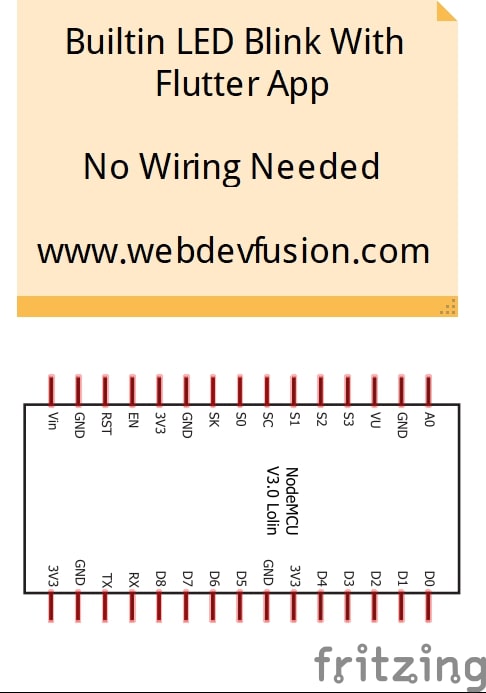 Builtin LED Blink With
Flutter App
No Wiring Needed
www.webdevfusion.com
Vin GND RST EN 3V3 GND SK S0 SC S1 S2 S3 VU GND A0
NodeMCU
V3.0 Lolin
3V3 GND TX RX D8 D7 D6 D5 GND 3V3 D4 D3 D2 D1 D0
fritzing